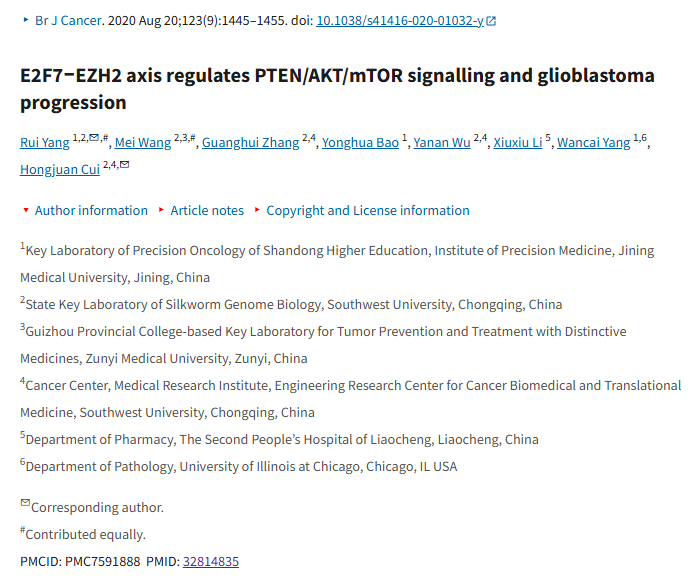 Br J Cancer. 2020 Aug 20;123(9):1445–1455. doi: 10.1038/s41416-020-01032-y
E2F7−EZH2 axis regulates PTEN/AKT/mTOR signalling and glioblastoma
progression
Rui Yang 1,2,✉,#, Mei Wang 2,3,#, Guanghui Zhang 2,4, Yonghua Bao 1, Yanan Wu 2,4, Xiuxiu Li 5, Wancai Yang 1,6,
Hongjuan Cui 2,4,✉
Author information Article notes Copyright and License information
1Key Laboratory of Precision Oncology of Shandong Higher Education, Institute of Precision Medicine, Jining
Medical University, Jining, China
2State Key Laboratory of Silkworm Genome Biology, Southwest University, Chongqing, China
3Guizhou Provincial College-based Key Laboratory for Tumor Prevention and Treatment with Distinctive
Medicines, Zunyi Medical University, Zunyi, China
4Cancer Center, Medical Research Institute, Engineering Research Center for Cancer Biomedical and Translational
Medicine, Southwest University, Chongqing, China
5Department of Pharmacy, The Second People’s Hospital of Liaocheng, Liaocheng, China
6Department of Pathology, University of Illinois at Chicago, Chicago, IL USA
✉Corresponding author.
#Contributed equally.
PMCID: PMC7591888 PMID: 32814835